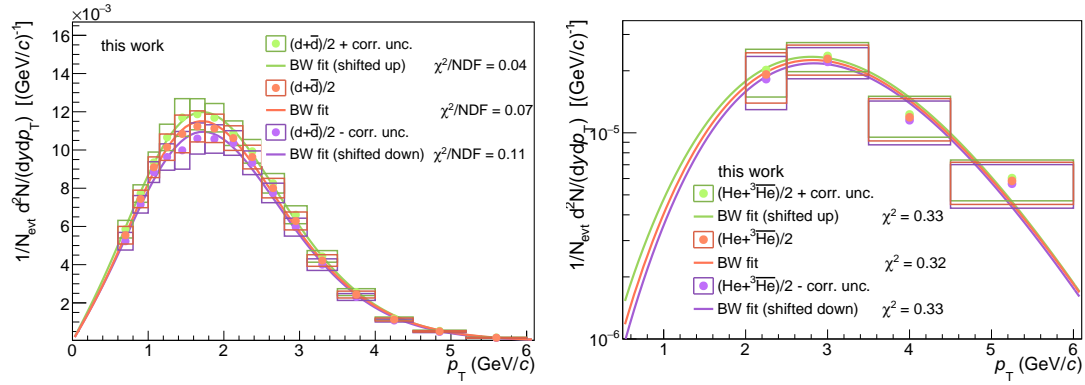 ×10⁻³
1/N_evt d²N/(dydp_T) [(GeV/c)⁻¹]
16
14
12
10
8
6
4
2
this work
(d+d̅)/2 + corr. unc.
BW fit (shifted up) χ²/NDF = 0.04
(d+d̅)/2
BW fit χ²/NDF = 0.07
(d+d̅)/2 - corr. unc.
BW fit (shifted down) χ²/NDF = 0.11
0 1 2 3 4 5 6
p_T (GeV/c)
1/N_evt d²N/(dydp_T) [(GeV/c)⁻¹]
10⁻⁵
10⁻⁶
this work
(He+³H̅e̅)/2 + corr. unc.
BW fit (shifted up) χ² = 0.33
(He+³H̅e̅)/2
BW fit χ² = 0.32
(He+³H̅e̅)/2 - corr. unc.
BW fit (shifted down) χ² = 0.33
1 2 3 4 5 6
p_T (GeV/c)